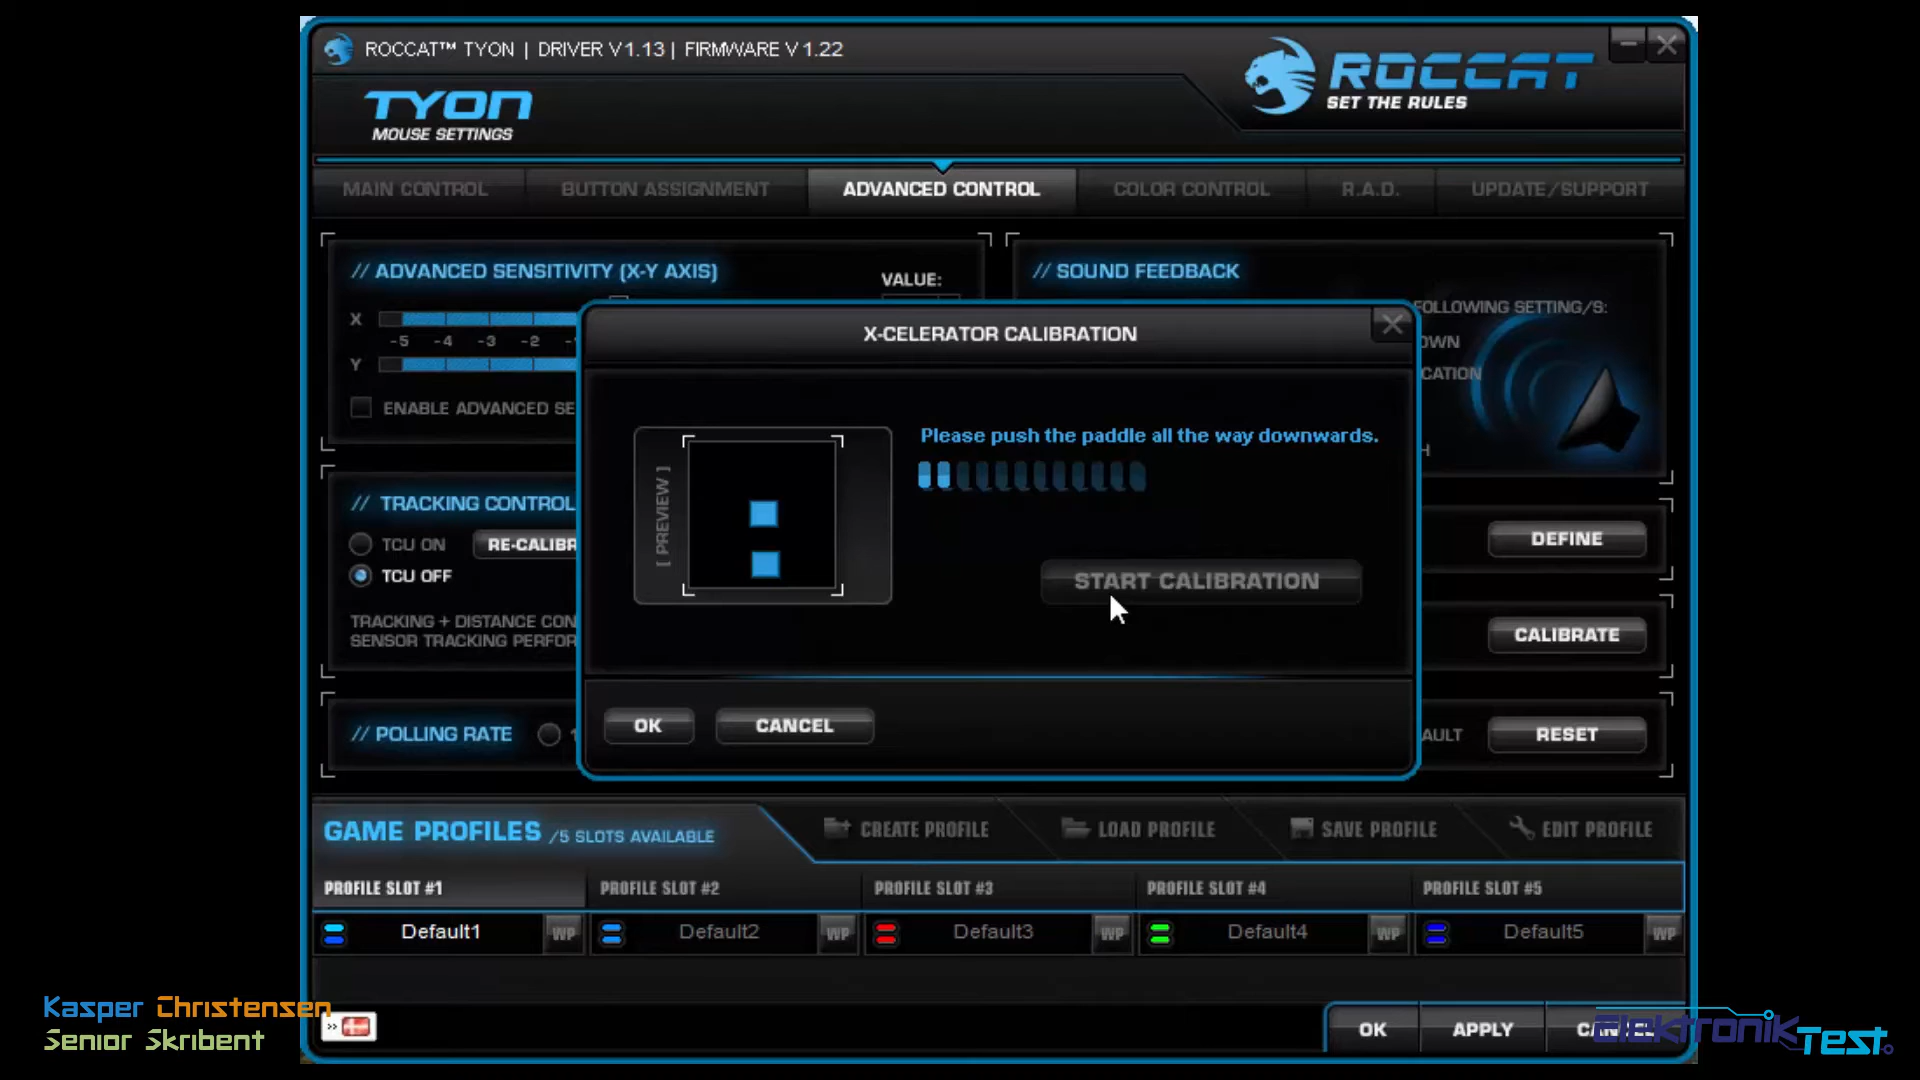 ROCCAT™ TYON | DRIVER V1.13 | FIRMWARE V 1.22
ROCCAT
SET THE RULES
TYON
MOUSE SETTINGS
MAIN CONTROL
BUTTON ASSIGNMENT
ADVANCED CONTROL
COLOR CONTROL
R.A.D.
UPDATE/SUPPORT
// ADVANCED SENSITIVITY (X-Y AXIS)
VALUE:
X
-5 -4 -3 -2
Y
ENABLE ADVANCED SE
// SOUND FEEDBACK
FOLLOWING SETTING/S:
OWN
CATION
X-CELERATOR CALIBRATION
[ PREVIEW ]
Please push the paddle all the way downwards.
START CALIBRATION
OK
CANCEL
// TRACKING CONTROL
TCU ON
RE-CALIBR
TCU OFF
TRACKING + DISTANCE CON
SENSOR TRACKING PERFOR
DEFINE
CALIBRATE
// POLLING RATE
AULT
RESET
GAME PROFILES /5 SLOTS AVAILABLE
CREATE PROFILE
LOAD PROFILE
SAVE PROFILE
EDIT PROFILE
PROFILE SLOT #1
PROFILE SLOT #2
PROFILE SLOT #3
PROFILE SLOT #4
PROFILE SLOT #5
Default1 WP
Default2 WP
Default3 WP
Default4 WP
Default5 WP
Kasper Christensen
Senior Skribent
»
OK
APPLY
ElektronikTest